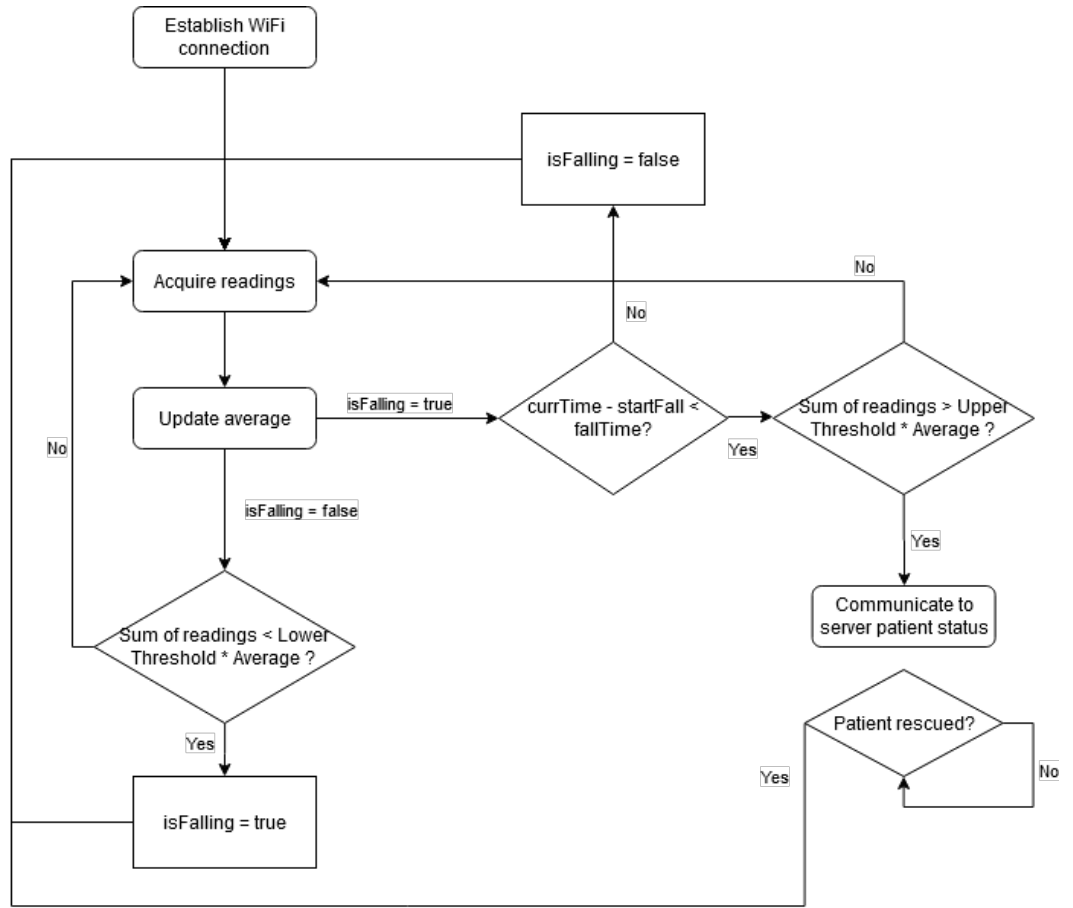 Establish WiFi
connection
isFalling = false
Acquire readings
No
No
Update average
isFalling = true
currTime - startFall <
fallTime?
Sum of readings > Upper
Threshold * Average ?
No
Yes
isFalling = false
Yes
Communicate to
server patient status
Sum of readings < Lower
Threshold * Average ?
Patient rescued?
Yes
Yes
No
isFalling = true